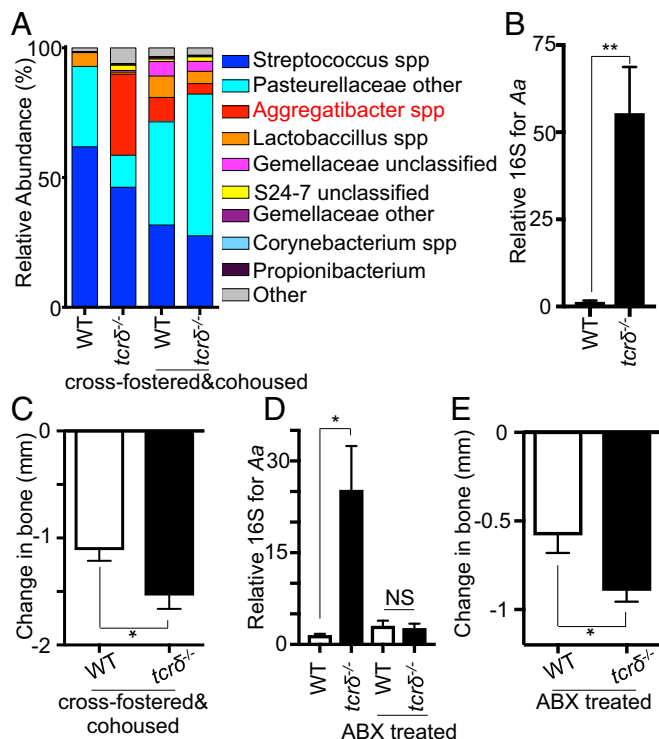 A
Relative Abundance (%)
100
50
0
WT
tcrδ-/-
WT
tcrδ-/-
cross-fostered&cohoused
Streptococcus spp
Pasteurellaceae other
Aggregatibacter spp
Lactobaccillus spp
Gemellaceae unclassified
S24-7 unclassified
Gemellaceae other
Corynebacterium spp
Propionibacterium
Other
B
Relative 16S for Aa
75
50
25
0
**
WT
tcrδ-/-
C
Change in bone (mm)
0
-1
-2
*
WT
tcrδ-/-
cross-fostered&
cohoused
D
Relative 16S for Aa
30
15
0
*
NS
WT
tcrδ-/-
WT
tcrδ-/-
ABX treated
E
Change in bone (mm)
0
-0.5
-1
*
WT
tcrδ-/-
ABX treated